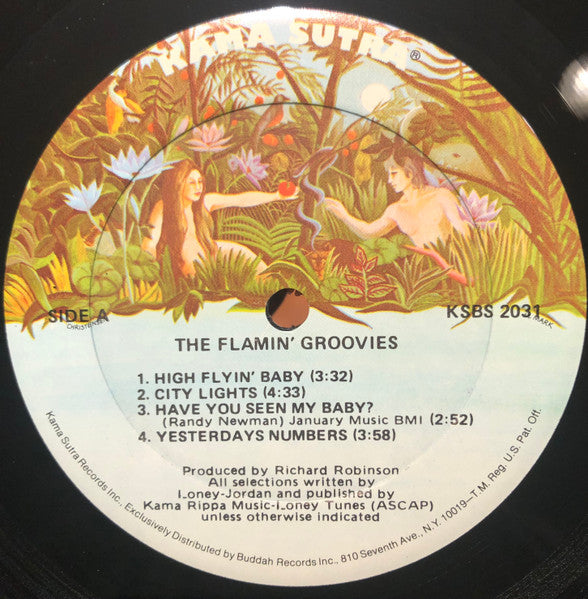 KAMA SUTRA®
SIDE A
KSBS 2031
THE FLAMIN' GROOVIES
1. HIGH FLYIN' BABY (3:32)
2. CITY LIGHTS (4:33)
3. HAVE YOU SEEN MY BABY?
(Randy Newman) January Music BMI (2:52)
4. YESTERDAYS NUMBERS (3:58)
Produced by Richard Robinson
All selections written by
Loney-Jordan and published by
Kama Rippa Music-Loney Tunes (ASCAP)
unless otherwise indicated
Kama Sutra Records Inc., Exclusively Distributed by Buddah Records Inc., 810 Seventh Ave., N.Y. 10019-T.M. Reg. U.S. Pat. Off.